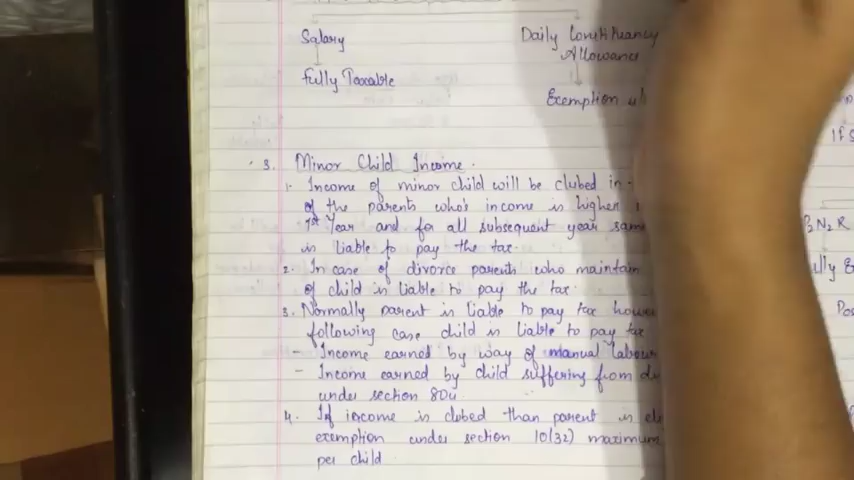 Salary
Daily Constituency
Allowance
Fully Taxable
Exemption u/
3. Minor Child Income.
1. Income of minor child will be clubed in
of the parents who's income is higher
1st Year and for all subsequent year same
is liable to pay the tax.
2. In case of divorce parents who maintain
of child is liable to pay the tax.
3. Normally parent is liable to pay tax
following case child is liable to pay tax
- Income earned by way of manual labour
- Income earned by child suffering from
under section 80u
4. If income is clubed than parent is
exemption under section 10(32) maximum
per child
If S
P2N2R
Pos